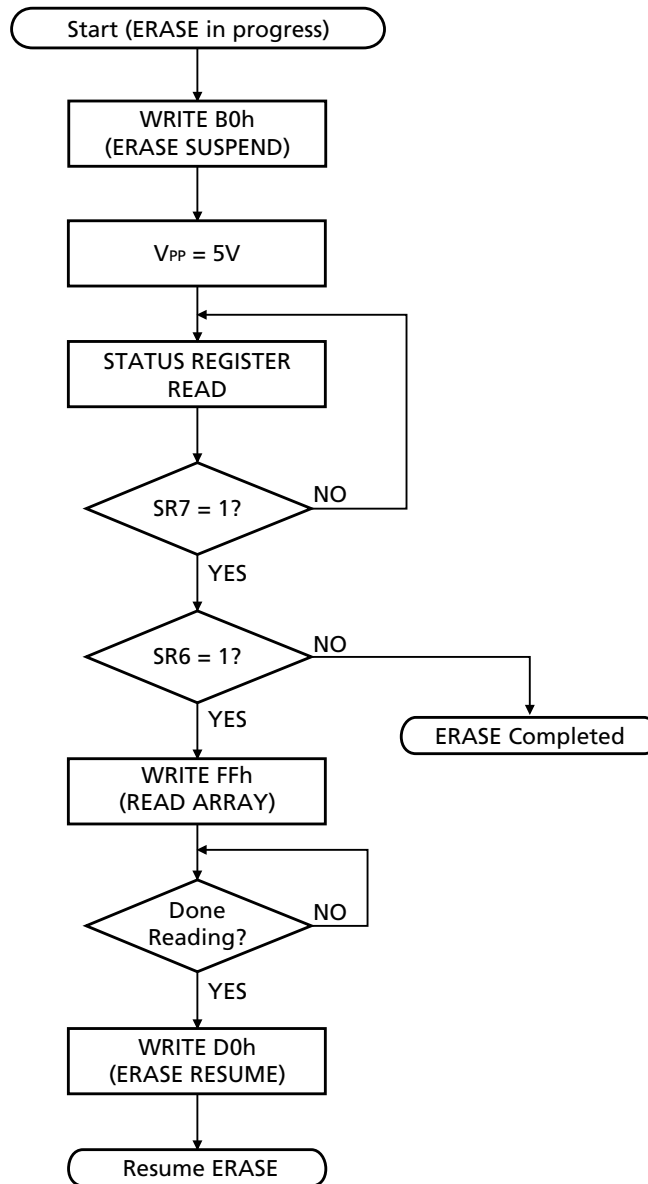 Start (ERASE in progress)
WRITE B0h
(ERASE SUSPEND)
VPP = 5V
STATUS REGISTER
READ
SR7 = 1?
NO
YES
SR6 = 1?
NO
YES
ERASE Completed
WRITE FFh
(READ ARRAY)
Done
Reading?
NO
YES
WRITE D0h
(ERASE RESUME)
Resume ERASE